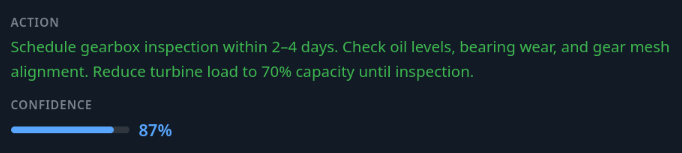 ACTION
Schedule gearbox inspection within 2–4 days. Check oil levels, bearing wear, and gear mesh
alignment. Reduce turbine load to 70% capacity until inspection.
CONFIDENCE
87%